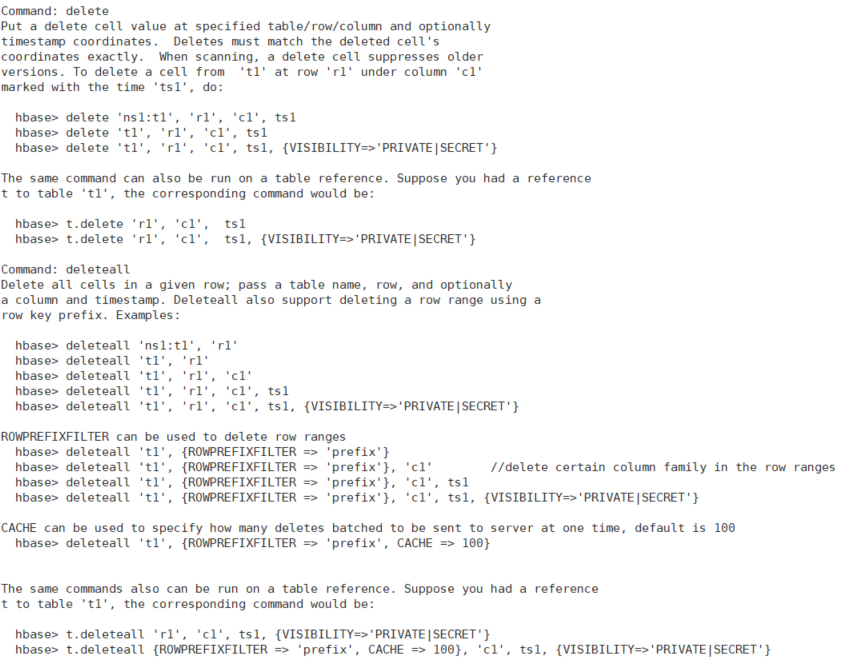 Command: delete
Put a delete cell value at specified table/row/column and optionally
timestamp coordinates.  Deletes must match the deleted cell's
coordinates exactly.  When scanning, a delete cell suppresses older
versions. To delete a cell from  't1' at row 'r1' under column 'c1'
marked with the time 'ts1', do:

  hbase> delete 'ns1:t1', 'r1', 'c1', ts1
  hbase> delete 't1', 'r1', 'c1', ts1
  hbase> delete 't1', 'r1', 'c1', ts1, {VISIBILITY=>'PRIVATE|SECRET'}

The same command can also be run on a table reference. Suppose you had a reference
t to table 't1', the corresponding command would be:

  hbase> t.delete 'r1', 'c1',  ts1
  hbase> t.delete 'r1', 'c1',  ts1, {VISIBILITY=>'PRIVATE|SECRET'}

Command: deleteall
Delete all cells in a given row; pass a table name, row, and optionally
a column and timestamp. Deleteall also support deleting a row range using a
row key prefix. Examples:

  hbase> deleteall 'ns1:t1', 'r1'
  hbase> deleteall 't1', 'r1'
  hbase> deleteall 't1', 'r1', 'c1'
  hbase> deleteall 't1', 'r1', 'c1', ts1
  hbase> deleteall 't1', 'r1', 'c1', ts1, {VISIBILITY=>'PRIVATE|SECRET'}

ROWPREFIXFILTER can be used to delete row ranges
  hbase> deleteall 't1', {ROWPREFIXFILTER => 'prefix'}
  hbase> deleteall 't1', {ROWPREFIXFILTER => 'prefix'}, 'c1'        //delete certain column family in the row ranges
  hbase> deleteall 't1', {ROWPREFIXFILTER => 'prefix'}, 'c1', ts1
  hbase> deleteall 't1', {ROWPREFIXFILTER => 'prefix'}, 'c1', ts1, {VISIBILITY=>'PRIVATE|SECRET'}

CACHE can be used to specify how many deletes batched to be sent to server at one time, default is 100
  hbase> deleteall 't1', {ROWPREFIXFILTER => 'prefix', CACHE => 100}

The same commands also can be run on a table reference. Suppose you had a reference
t to table 't1', the corresponding command would be:

  hbase> t.deleteall 'r1', 'c1', ts1, {VISIBILITY=>'PRIVATE|SECRET'}
  hbase> t.deleteall {ROWPREFIXFILTER => 'prefix', CACHE => 100}, 'c1', ts1, {VISIBILITY=>'PRIVATE|SECRET'}